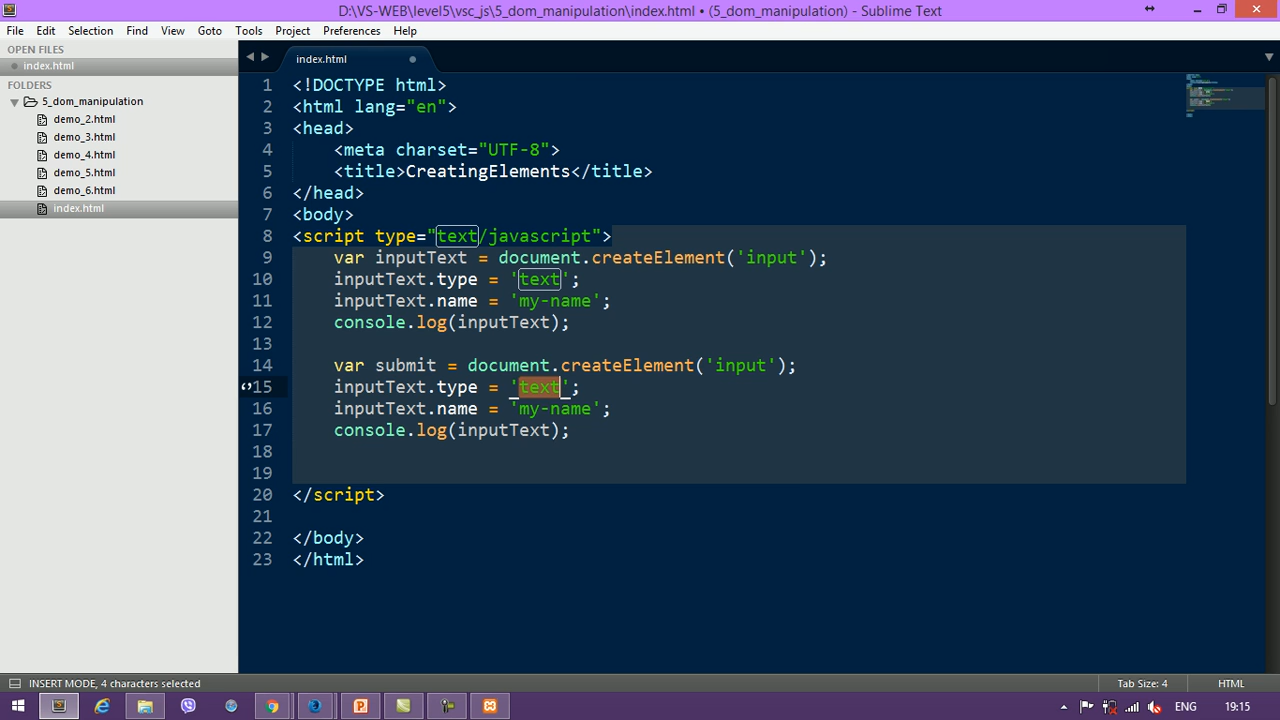 D:\VS-WEB\level5\vsc_js\5_dom_manipulation\index.html • (5_dom_manipulation) - Sublime Text
File Edit Selection Find View Goto Tools Project Preferences Help
OPEN FILES
index.html
FOLDERS
5_dom_manipulation
demo_2.html
demo_3.html
demo_4.html
demo_5.html
demo_6.html
index.html
index.html
1 <!DOCTYPE html>
2 <html lang="en">
3 <head>
4 <meta charset="UTF-8">
5 <title>CreatingElements</title>
6 </head>
7 <body>
8 <script type="text/javascript">
9 var inputText = document.createElement('input');
10 inputText.type = 'text';
11 inputText.name = 'my-name';
12 console.log(inputText);
13
14 var submit = document.createElement('input');
15 inputText.type = 'text';
16 inputText.name = 'my-name';
17 console.log(inputText);
18
19
20 </script>
21
22 </body>
23 </html>
INSERT MODE, 4 characters selected
Tab Size: 4
HTML
ENG
19:15